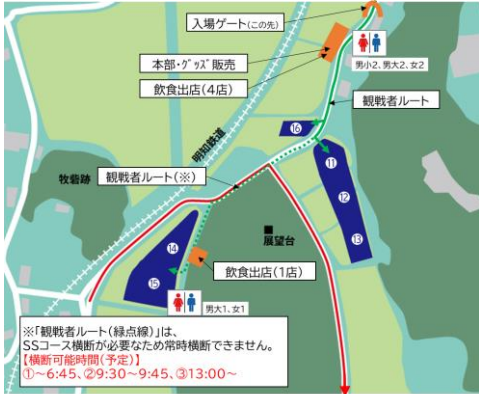 入場ゲート(この先)
本部・グッズ販売
飲食出店(4店)
男小2、男大2、女2
観戦者ルート
明知鉄道
⑯
⑪
牧砦跡
観戦者ルート(※)
⑫
⑬
■
展望台
⑭
飲食出店(1店)
⑮
男大1、女1
※「観戦者ルート(緑点線)」は、
SSコース横断が必要なため常時横断できません。
【横断可能時間(予定)】
①～6:45、②9:30～9:45、③13:00～